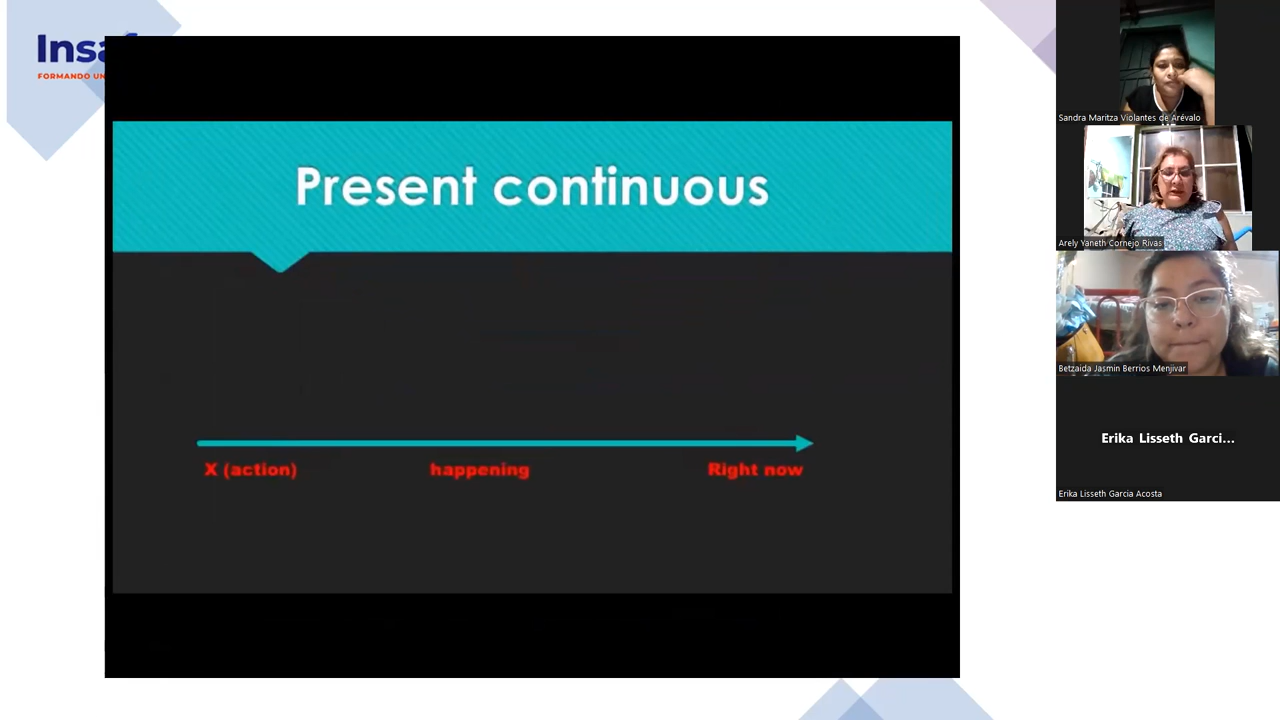 FORMANDO UN
Present continuous
X (action) happening Right now
Sandra Maritza Violantes de Arévalo
Arely Yaneth Cornejo Rivas
Betzaida Jasmin Berrios Menjivar
Erika Lisseth Garci...
Erika Lisseth Garcia Acosta